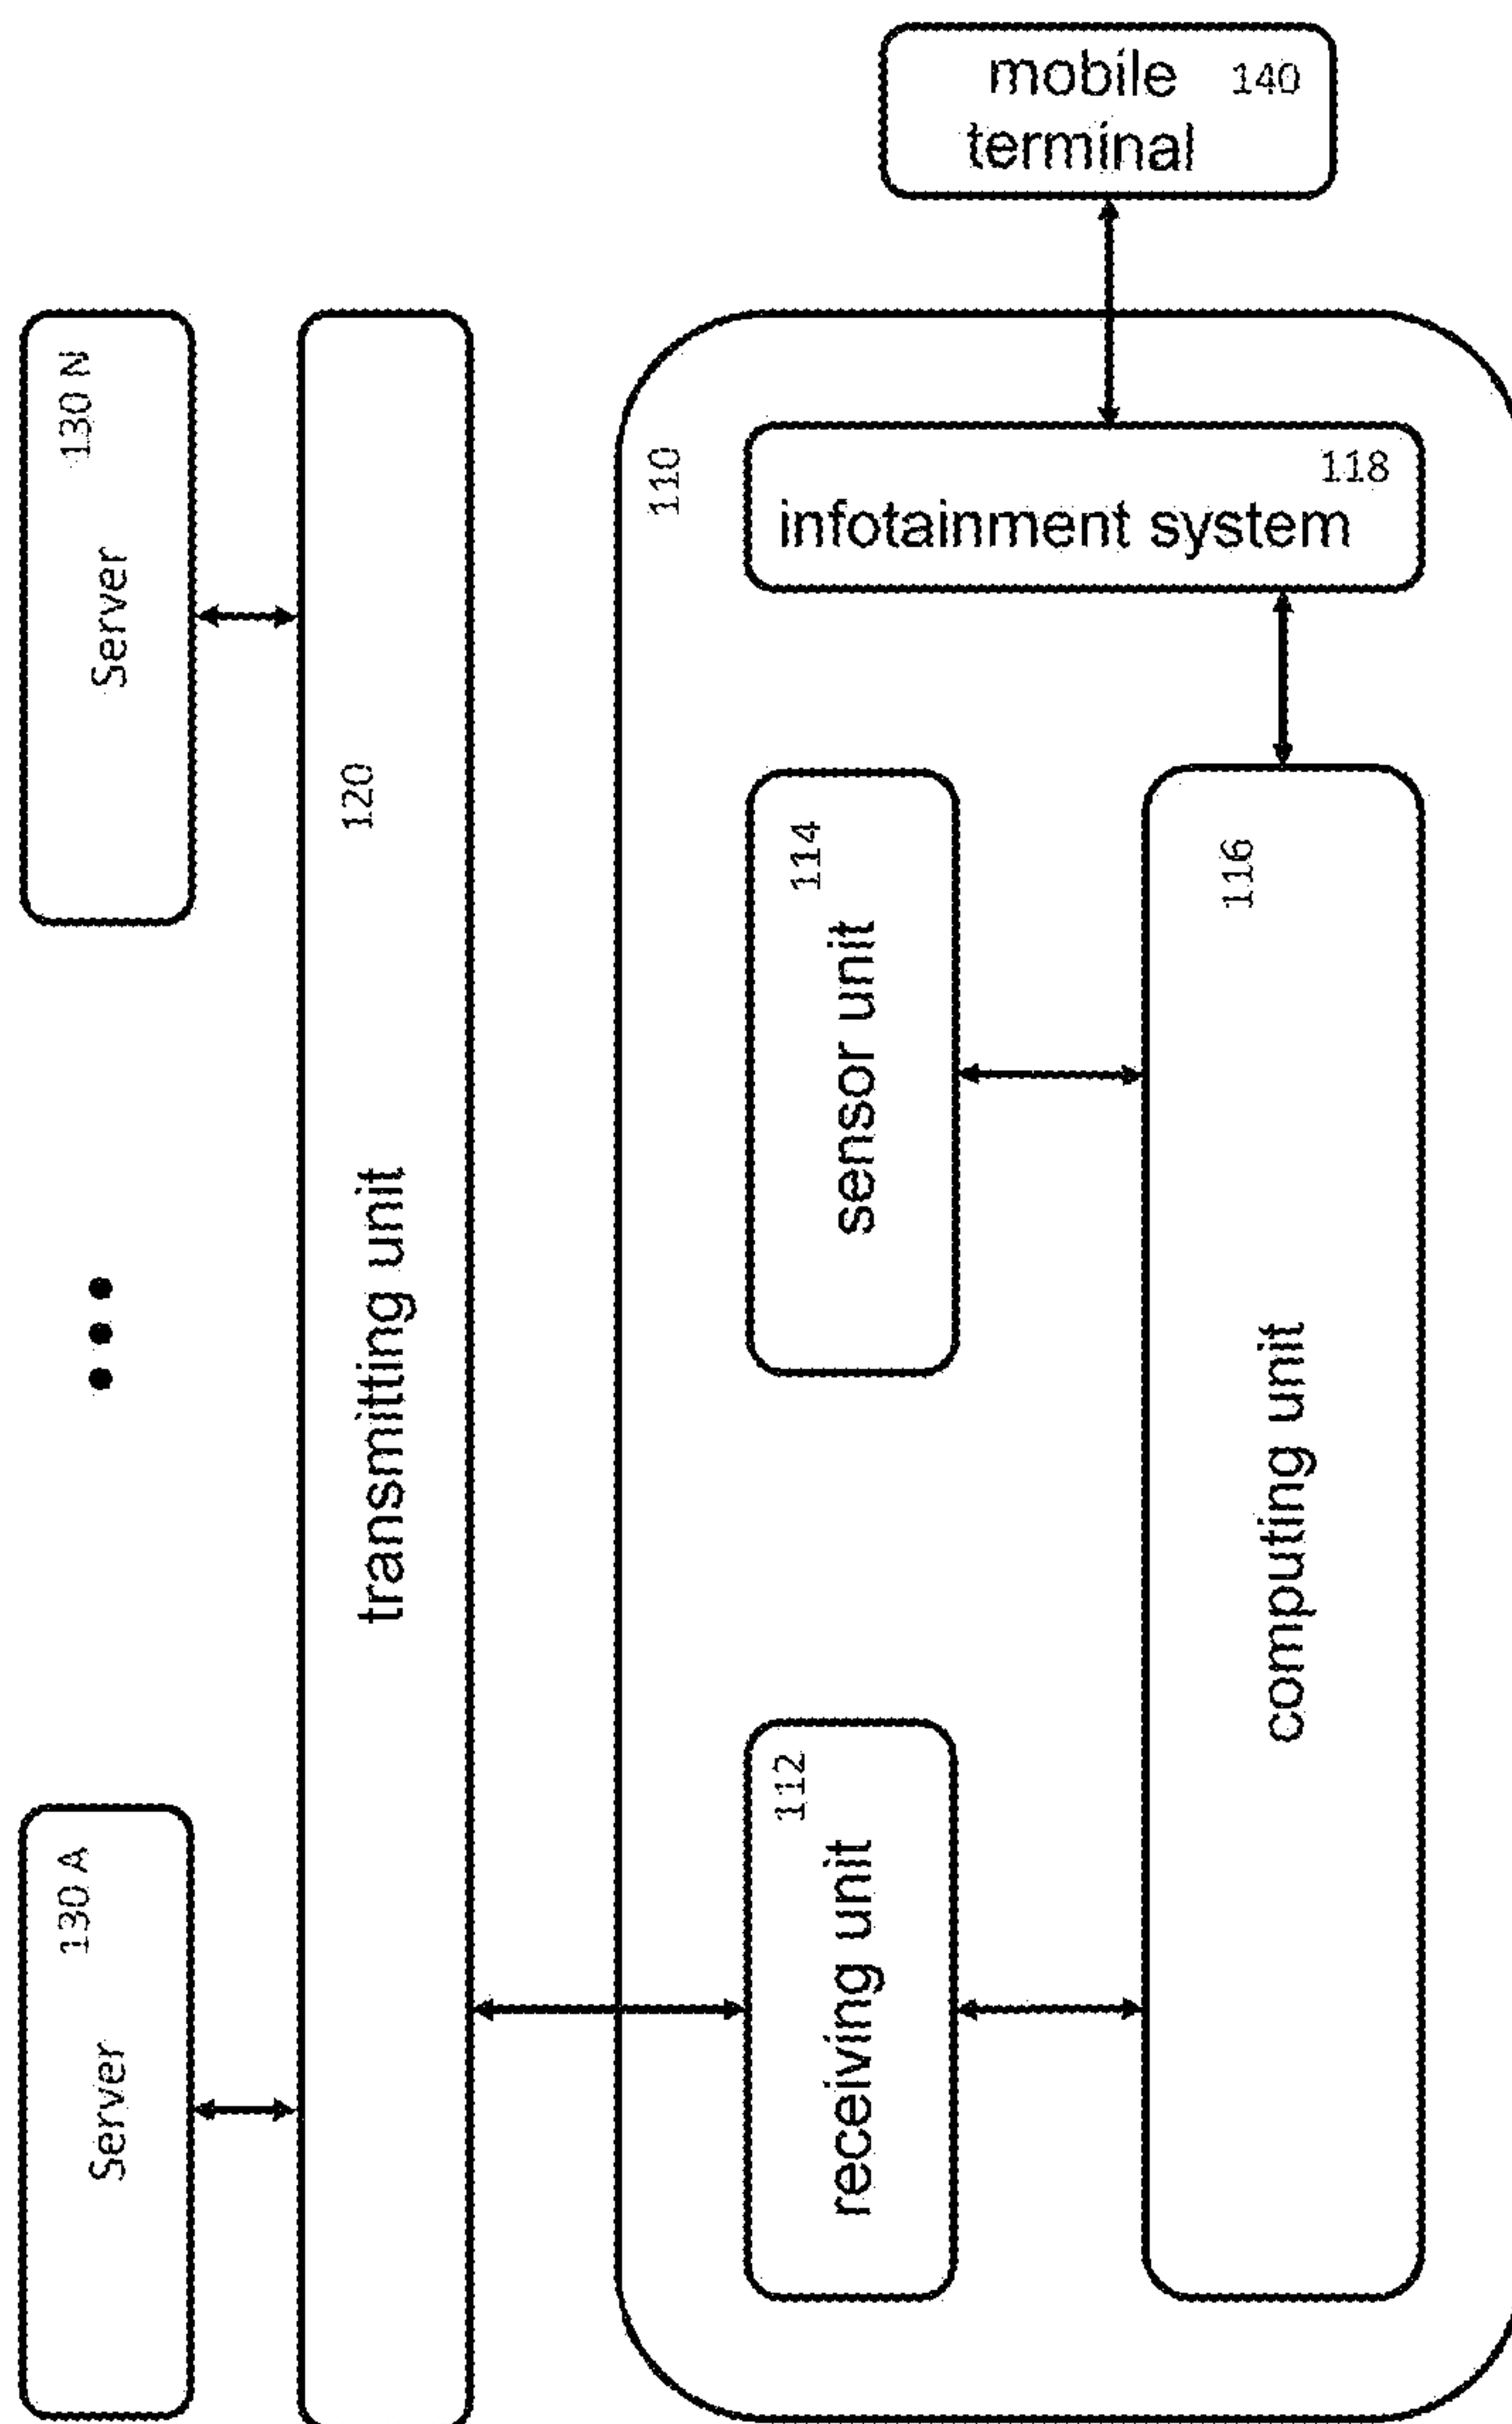 mobile 140
terminal
130 N
Server
120
transmitting unit
130 A
Server
110
118
infotainment system
114
sensor unit
112
receiving unit
116
computing unit